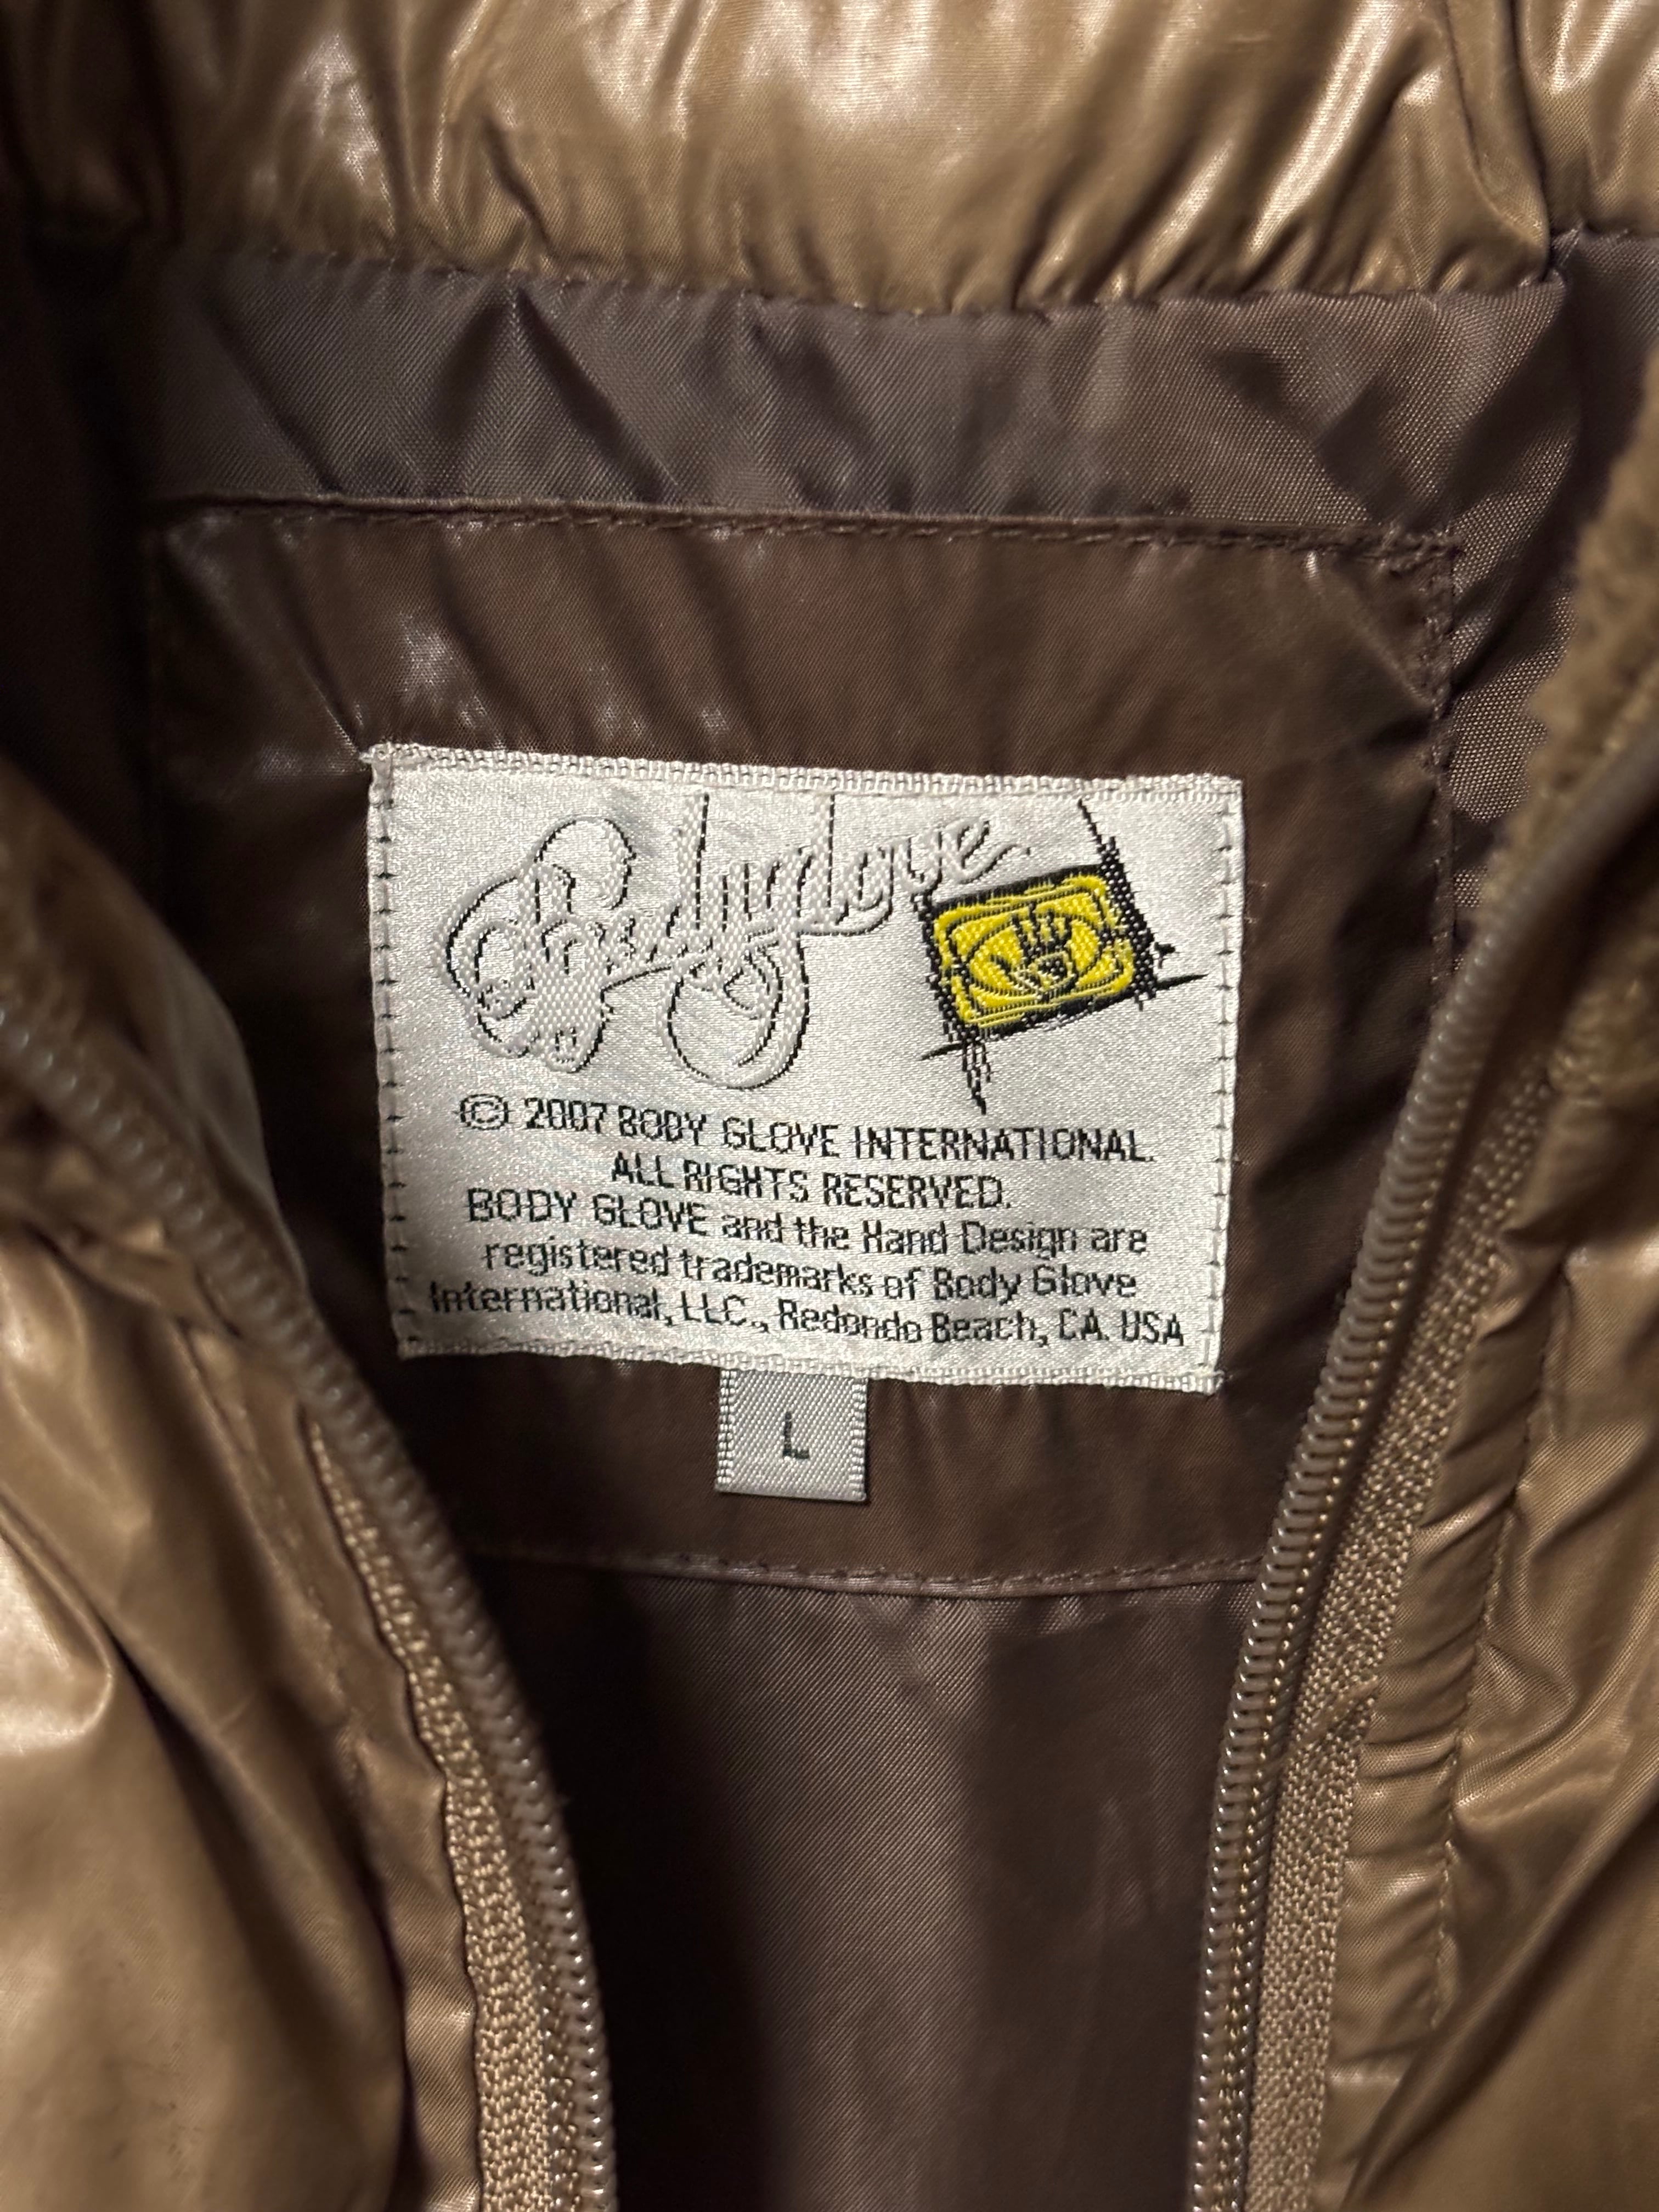 Bodyglove
© 2007 BODY GLOVE INTERNATIONAL.
ALL RIGHTS RESERVED.
BODY GLOVE and the Hand Design are
registered trademarks of Body Glove
International, LLC., Redondo Beach, CA. USA
L